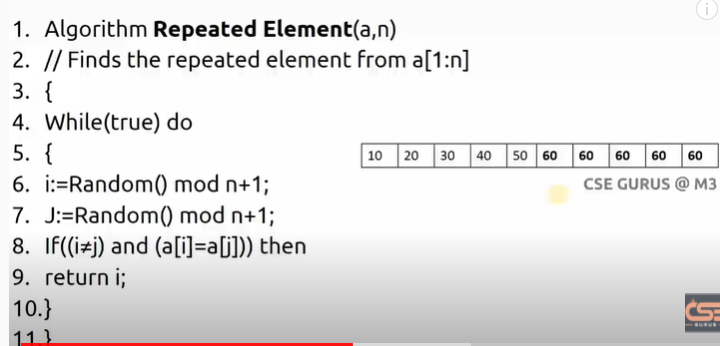 1. Algorithm Repeated Element(a,n)
2. // Finds the repeated element from a[1:n]
3. {
4. While(true) do
5. {
10 20 30 40 50 60 60 60 60 60
6. i:=Random() mod n+1;
CSE GURUS @ M3
7. J:=Random() mod n+1;
8. If((i≠j) and (a[i]=a[j])) then
9. return i;
10.}
CSE
GURUS
11.}